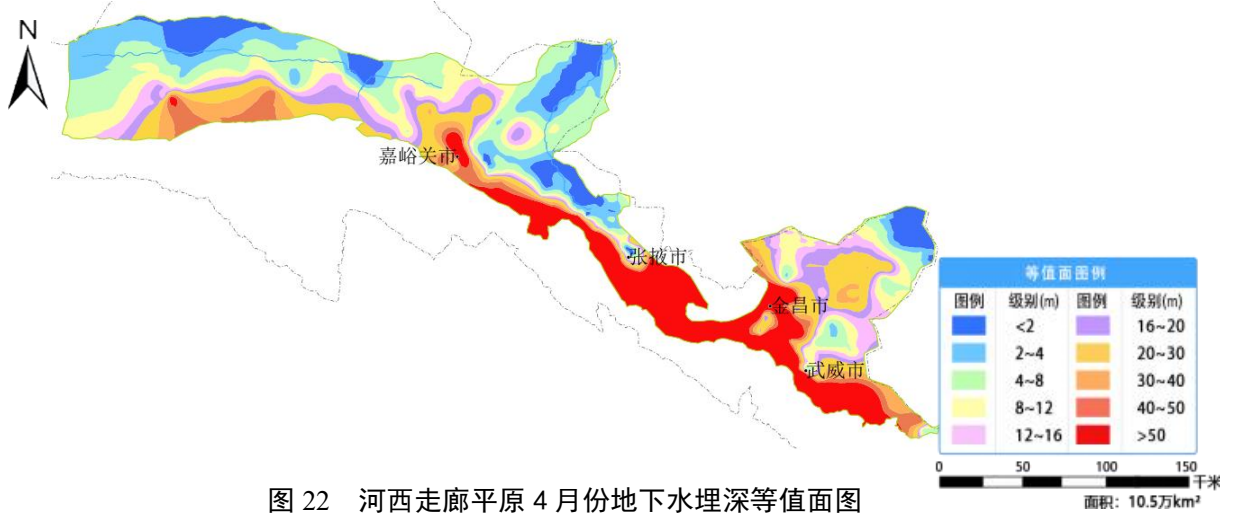 N
嘉峪关市
张掖市
金昌市
武威市
等值面图例
图例 级别(m) 图例 级别(m)
<2 16~20
2~4 20~30
4~8 30~40
8~12 40~50
12~16 >50
0 50 100 150
千米
面积：10.5万km²
图 22 河西走廊平原 4 月份地下水埋深等值面图